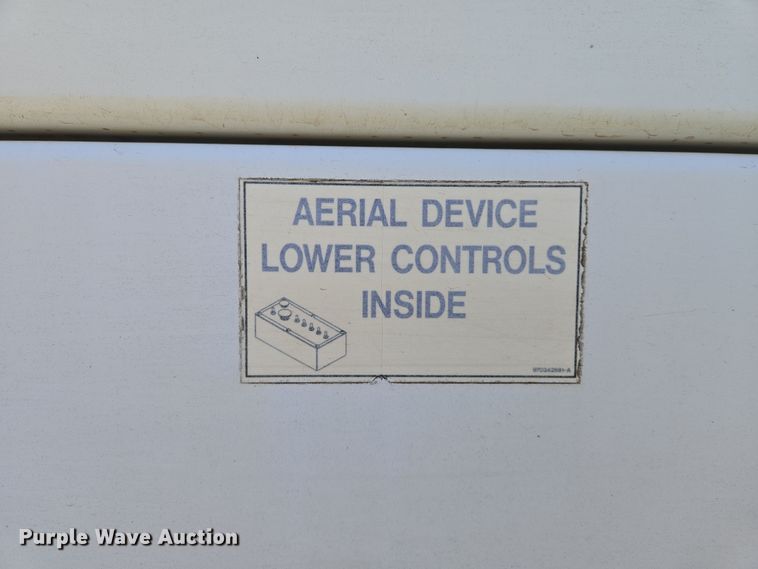 AERIAL DEVICE
LOWER CONTROLS
INSIDE
Purple Wave Auction